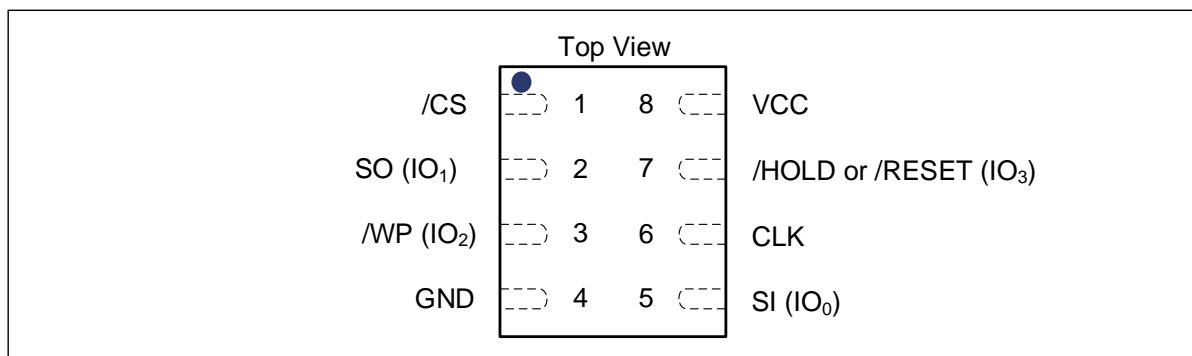 Top View
/CS 1 8 VCC
SO (IO₁) 2 7 /HOLD or /RESET (IO₃)
/WP (IO₂) 3 6 CLK
GND 4 5 SI (IO₀)